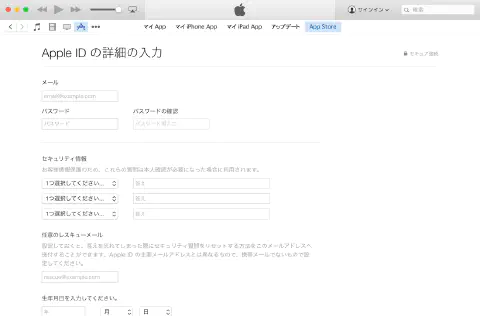 サインイン
検索
マイ App
マイ iPhone App
マイ iPad App
アップデート
App Store
Apple ID の詳細の入力
セキュア接続
メール
email@example.com
パスワード
パスワードの確認
パスワード
パスワード再入力
セキュリティ情報
お客様情報保護のため、これらの質問は本人確認が必要になった場合に利用されます。
1つ選択してください...
答え
1つ選択してください...
答え
1つ選択してください...
答え
任意のレスキューメール
設定しておくと、答えを忘れてしまった際にセキュリティ質問をリセットする方法をこのメールアドレスへ
送付することができます。Apple ID の主要メールアドレスとは異なるもので、携帯メールでないもので設
定してください。
rescue@example.com
生年月日を入力してください。
年
月
日